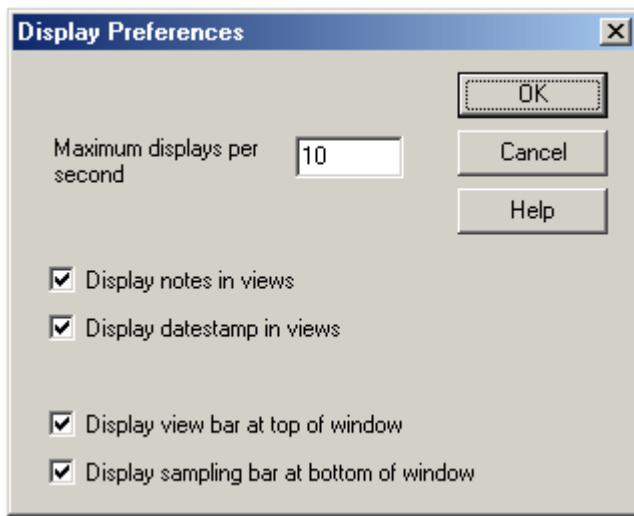 Display Preferences
OK
Maximum displays per
second
10
Cancel
Help
Display notes in views
Display datestamp in views
Display view bar at top of window
Display sampling bar at bottom of window